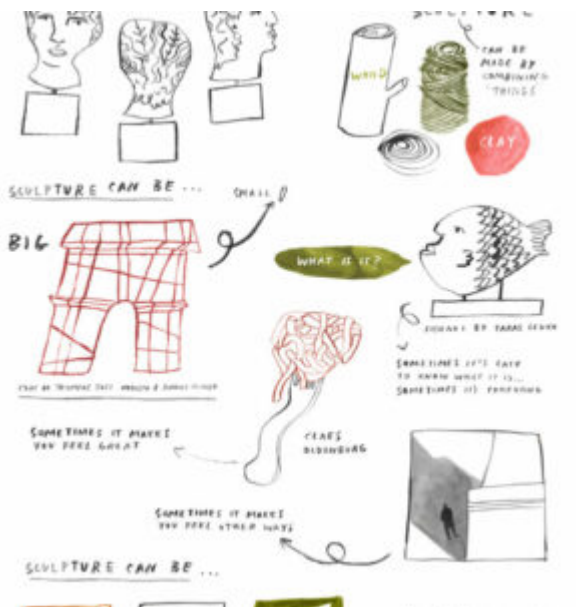 SCULPTURE
CAN BE
MADE BY
COMBINING
'THINGS'
CLAY
SCULPTURE CAN BE ...
SMALL
BIG
WHAT IS IT?
SOMETIMES IT'S EASY
TO KNOW WHAT IT IS...
SOMETIMES IT'S
SOMETIMES IT MAKES
YOU FEEL GREAT
CLAES
OLDENBURG
SOMETIMES IT MAKES
YOU FEEL OTHER WAYS
SCULPTURE CAN BE ...